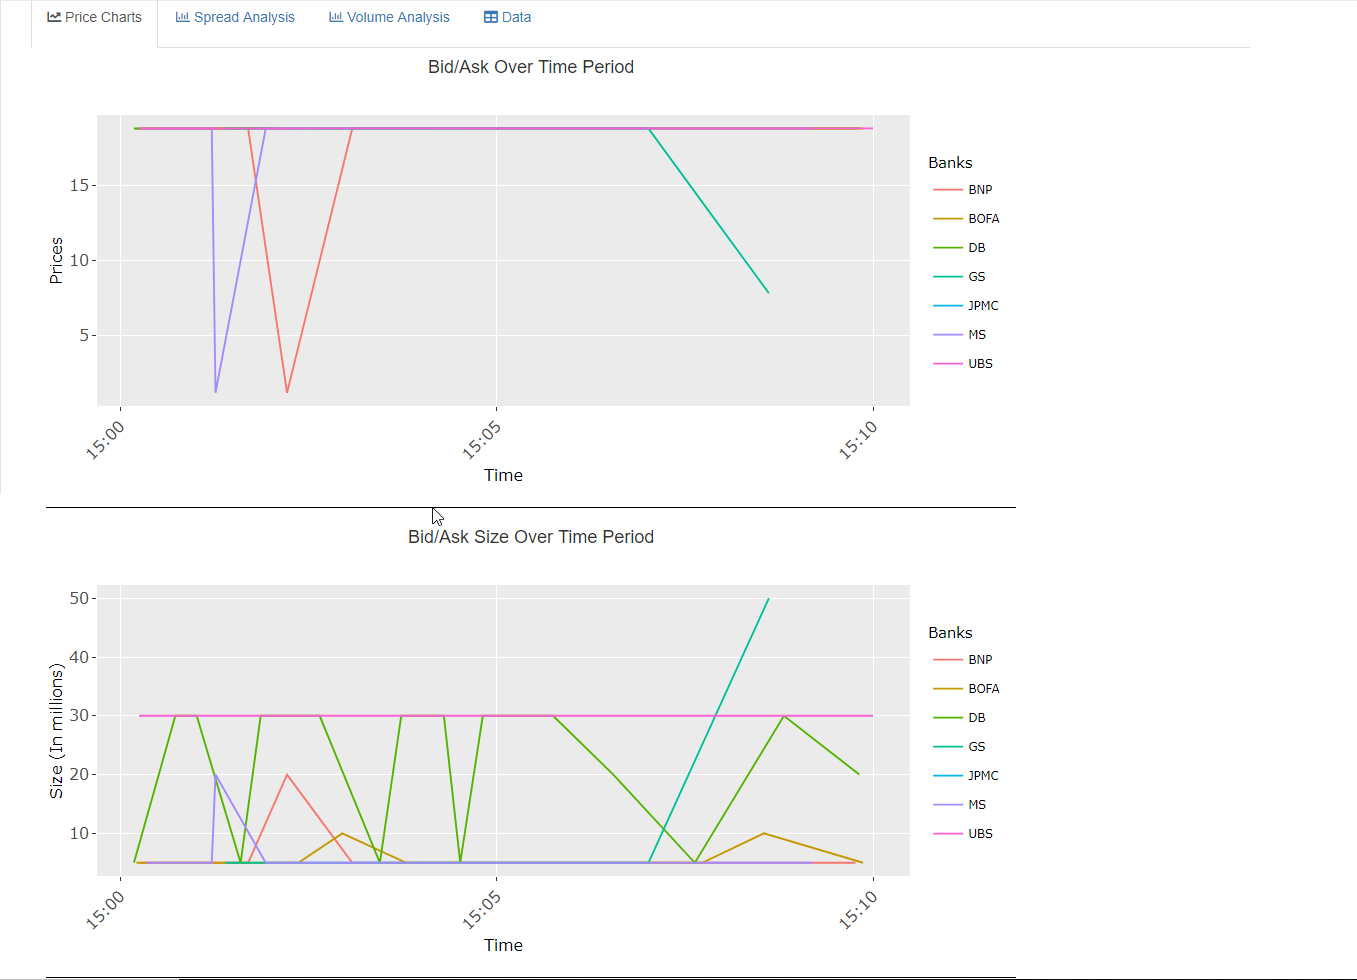 Price Charts Spread Analysis Volume Analysis Data
Bid/Ask Over Time Period
Prices
15
10
5
15:00
15:05
15:10
Time
Banks
BNP
BOFA
DB
GS
JPMC
MS
UBS
Bid/Ask Size Over Time Period
Size (In millions)
50
40
30
20
10
15:00
15:05
15:10
Time
Banks
BNP
BOFA
DB
GS
JPMC
MS
UBS